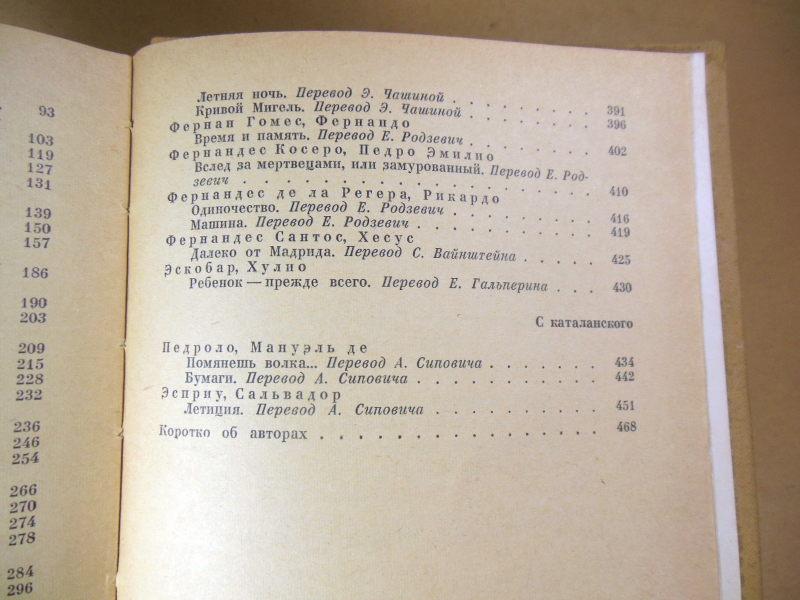 93
103
119
127
131
139
150
157
186
190
203
209
215
228
232
236
246
254
266
270
274
278
284
296
Летняя ночь. Перевод Э. Чашиной . . . . . . . . 391
Кривой Мигель. Перевод Э. Чашиной . . . . . . . 396
Фернан Гомес, Фернандо
Время и память. Перевод Е. Родзевич . . . . . . . 402
Фернандес Косеро, Педро Эмилио
Вслед за мертвецами, или замурованный. Перевод Е. Род-
зевич . . . . . . . . . . . . . . . . . 410
Фернандес де ла Регера, Рикардо
Одиночество. Перевод Е. Родзевич . . . . . . . . 416
Машина. Перевод Е. Родзевич . . . . . . . . . 419
Фернандес Сантос, Хесус
Далеко от Мадрида. Перевод С. Вайнштейна . . . . . 425
Эскобар, Хулио
Ребенок — прежде всего. Перевод Е. Гальперина . . . 430
С каталанского
Педроло, Мануэль де
Помянешь волка... Перевод А. Сиповича . . . . . . . 434
Бумаги. Перевод А. Сиповича . . . . . . . . . . 442
Эсприу, Сальвадор
Летиция. Перевод А. Сиповича . . . . . . . . . 451
Коротко об авторах . . . . . . . . . . . . . 468